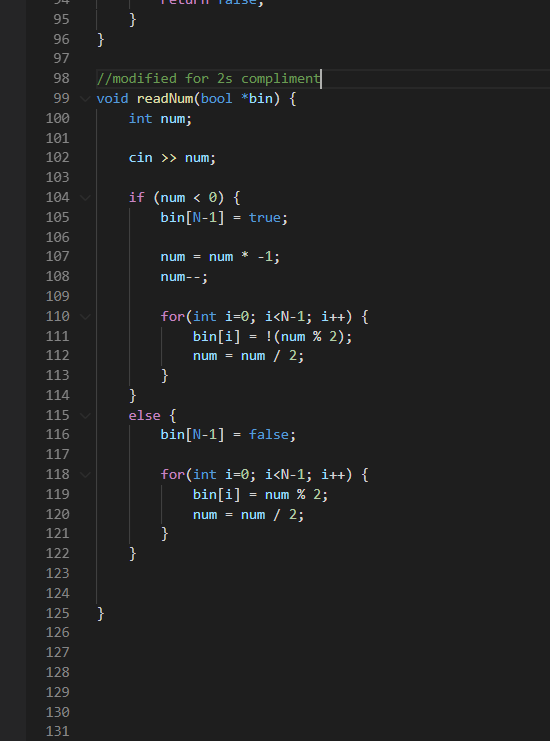 94 return false;
95 }
96 }
97
98 //modified for 2s compliment
99 void readNum(bool *bin) {
100 int num;
101
102 cin >> num;
103
104 if (num < 0) {
105 bin[N-1] = true;
106
107 num = num * -1;
108 num--;
109
110 for(int i=0; i<N-1; i++) {
111 bin[i] = !(num % 2);
112 num = num / 2;
113 }
114 }
115 else {
116 bin[N-1] = false;
117
118 for(int i=0; i<N-1; i++) {
119 bin[i] = num % 2;
120 num = num / 2;
121 }
122 }
123
124
125 }
126
127
128
129
130
131